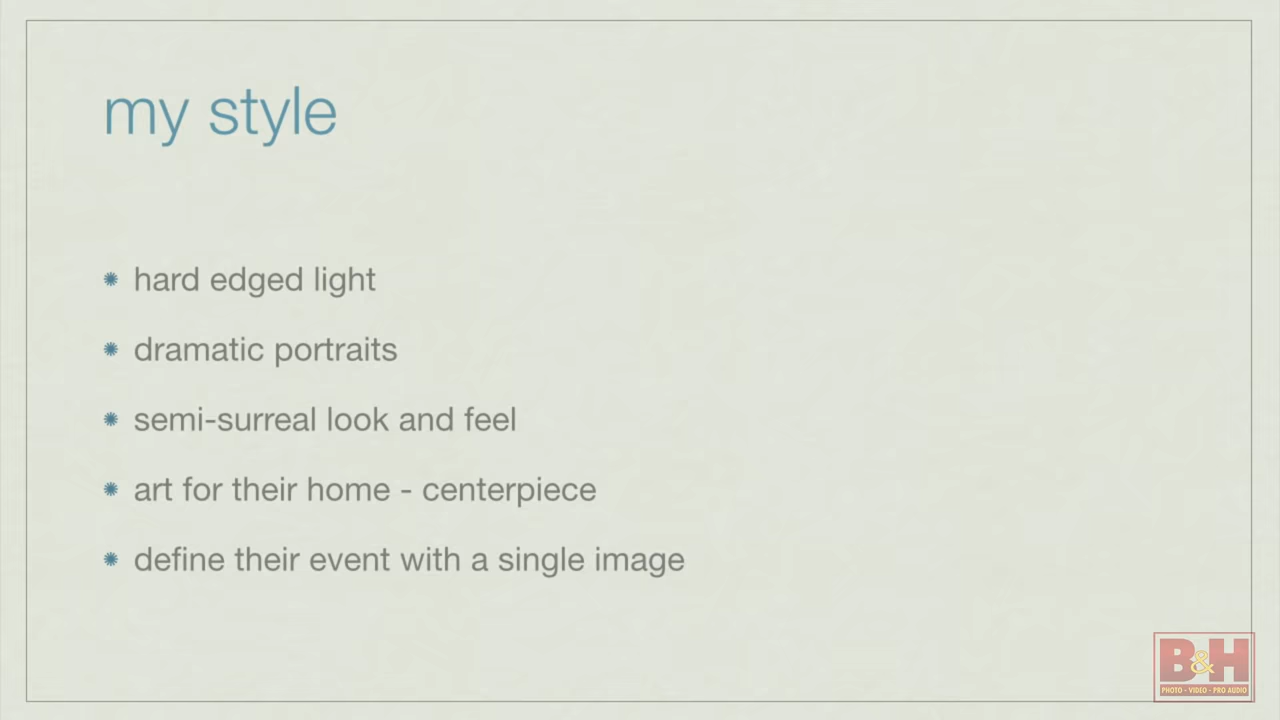 my style
hard edged light
dramatic portraits
semi-surreal look and feel
art for their home - centerpiece
define their event with a single image
B&H
PHOTO - VIDEO - PRO AUDIO